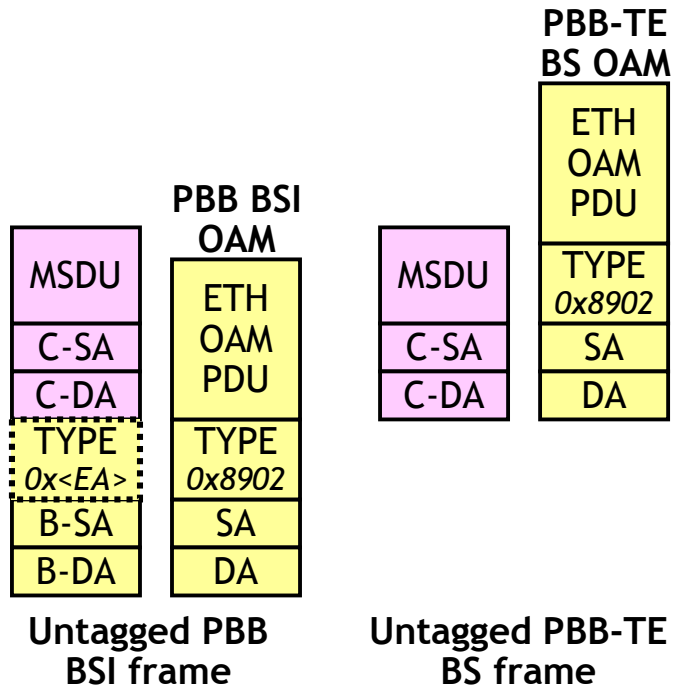 PBB-TE
BS OAM
ETH
OAM
PDU
TYPE
0x8902
SA
DA
PBB BSI
OAM
MSDU
C-SA
C-DA
TYPE
0x<EA>
B-SA
B-DA
ETH
OAM
PDU
TYPE
0x8902
SA
DA
MSDU
C-SA
C-DA
Untagged PBB
BSI frame
Untagged PBB-TE
BS frame